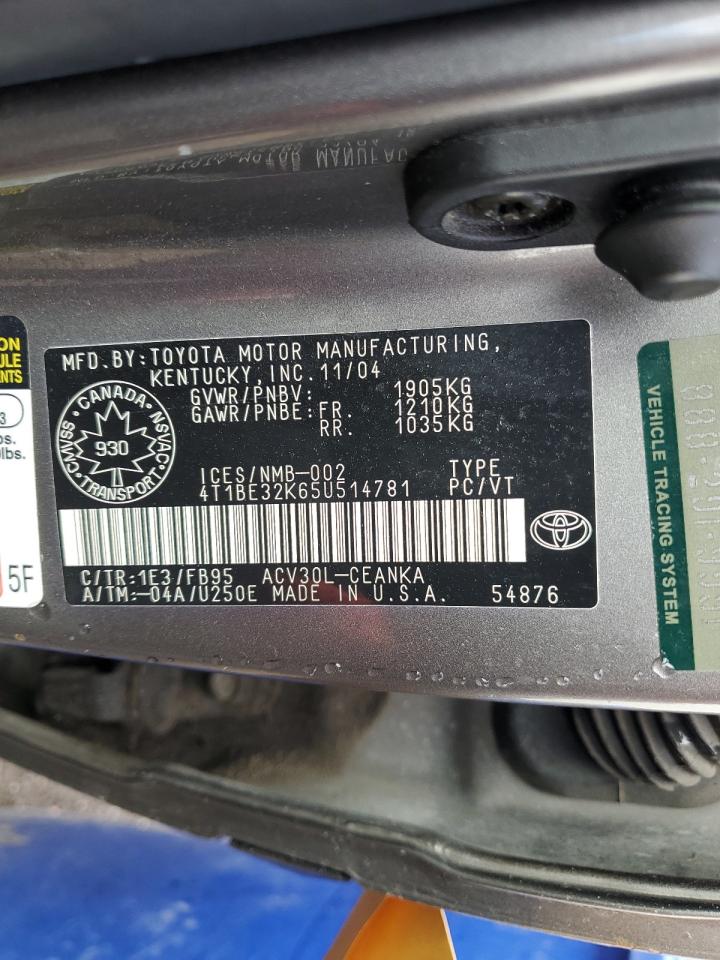 MFD.BY:TOYOTA MOTOR MANUFACTURING,
KENTUCKY,INC.11/04
GVWR/PNBV: 1905KG
GAWR/PNBE: FR. 1210KG
RR. 1035KG
CANADA
CMVSS NSVAC
930
TRANSPORT
ICES/NMB-002 TYPE
4T1BE32K65U514781 PC/VT
C/TR:1E3/FB95 ACV30L-CEANKA
A/TM:-04A/U250E MADE IN U.S.A. 54876
5F
VEHICLE TRACING SYSTEM